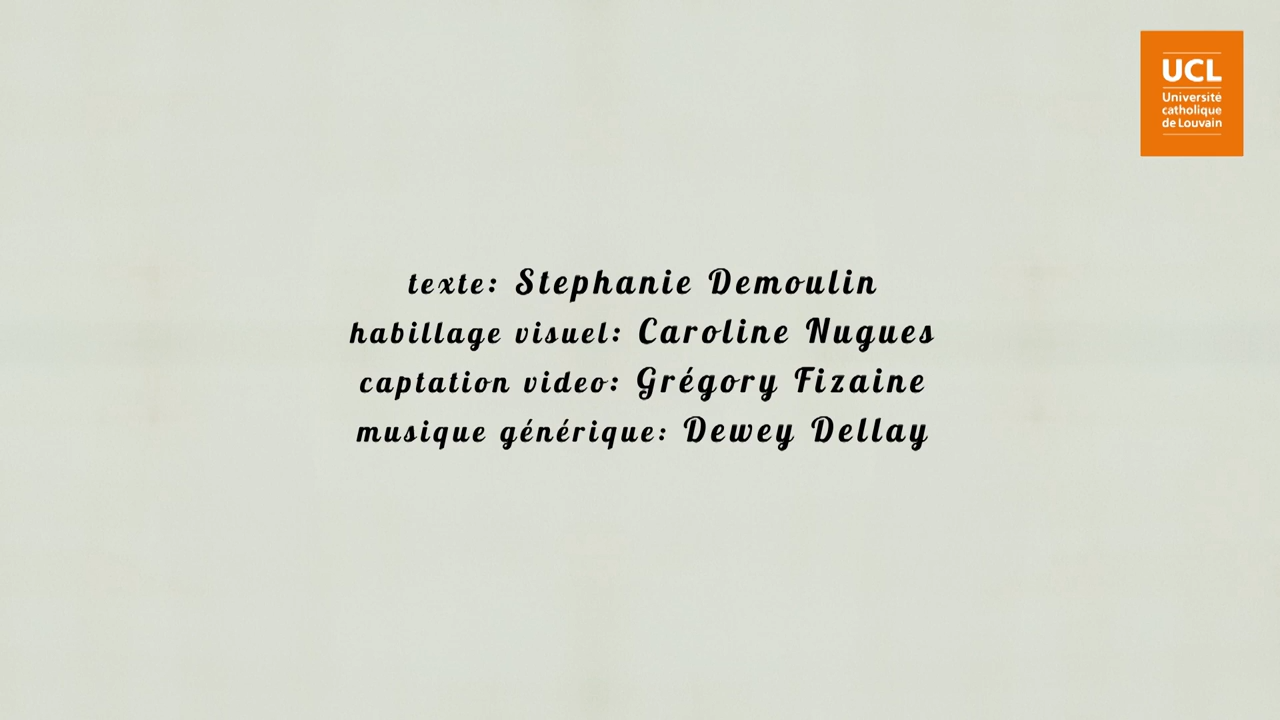 UCL
Université
catholique
de Louvain
texte: Stephanie Demoulin
habillage visuel: Caroline Nugues
captation video: Grégory Fizaine
musique générique: Dewey Dellay